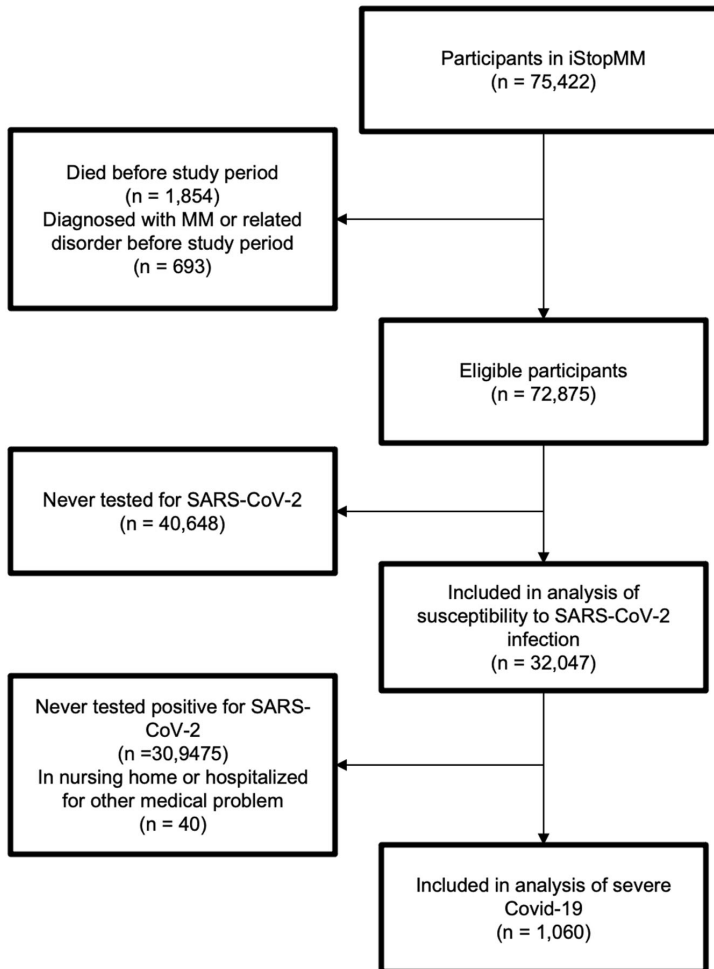 Participants in iStopMM
(n = 75,422)
Died before study period
(n = 1,854)
Diagnosed with MM or related
disorder before study period
(n = 693)
Eligible participants
(n = 72,875)
Never tested for SARS-CoV-2
(n = 40,648)
Included in analysis of
susceptibility to SARS-CoV-2
infection
(n = 32,047)
Never tested positive for SARS-
CoV-2
(n =30,9475)
In nursing home or hospitalized
for other medical problem
(n = 40)
Included in analysis of severe
Covid-19
(n = 1,060)